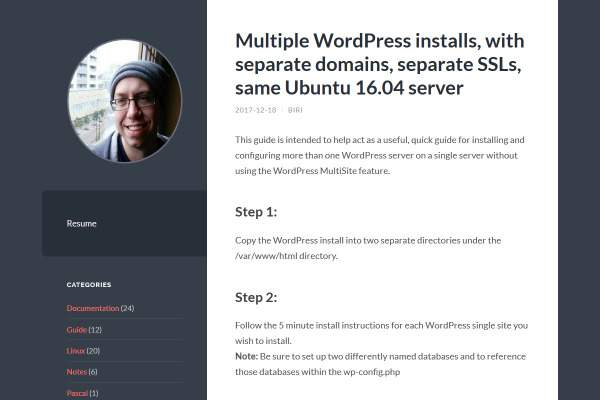 Multiple WordPress installs, with
separate domains, separate SSLs,
same Ubuntu 16.04 server
2017-12-18 / BIRI
This guide is intended to help act as a useful, quick guide for installing and
configuring more than one WordPress server on a single server without
using the WordPress MultiSite feature.
Step 1:
Copy the WordPress install into two separate directories under the
/var/www/html directory.
Step 2:
Follow the 5 minute install instructions for each WordPress single site you
wish to install.
Note: Be sure to set up two differently named databases and to reference
those databases within the wp-config.php
Resume
CATEGORIES
Documentation (24)
Guide (12)
Linux (20)
Notes (6)
Pascal (1)